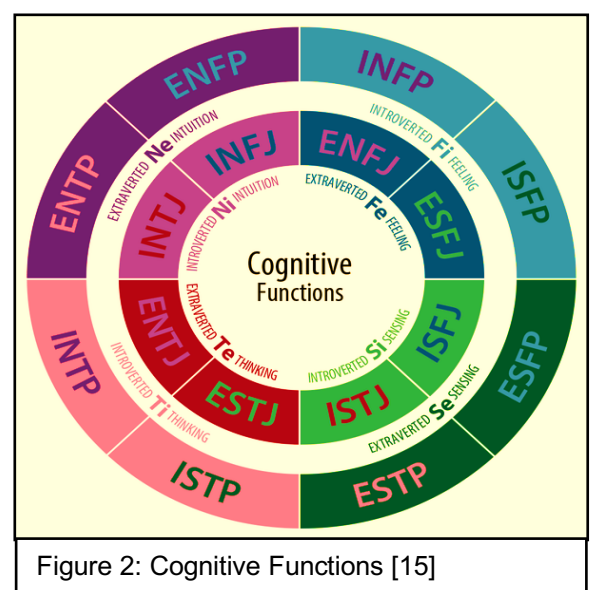 ENFP
INFP
ENTP
EXTRAVERTED Ne INTUITION
INTROVERTED Fi FEELING
ISFP
INFJ
ENFJ
INTJ
INTROVERTED Ni INTUITION
EXTRAVERTED Fe FEELING
ESFJ
Cognitive
Functions
ENTJ
EXTRAVERTED Te THINKING
INTROVERTED Si SENSING
ISFJ
ESTJ
ISTJ
INTP
INTROVERTED Ti THINKING
EXTRAVERTED Se SENSING
ESFP
ISTP
ESTP
Figure 2: Cognitive Functions [15]